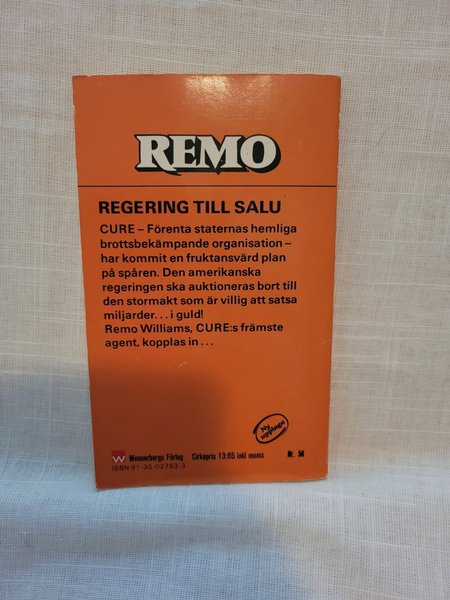 REMO
REGERING TILL SALU
CURE – Förenta staternas hemliga
brottsbekämpande organisation –
har kommit en fruktansvärd plan
på spåren. Den amerikanska
regeringen ska auktioneras bort till
den stormakt som är villig att satsa
miljarder... i guld!
Remo Williams, CURE:s främste
agent, kopplas in...
Ny
upplaga
W Wennerbergs Förlag Cirkapris 13:65 inkl moms Nr. 56
ISBN 91-35-02753-3